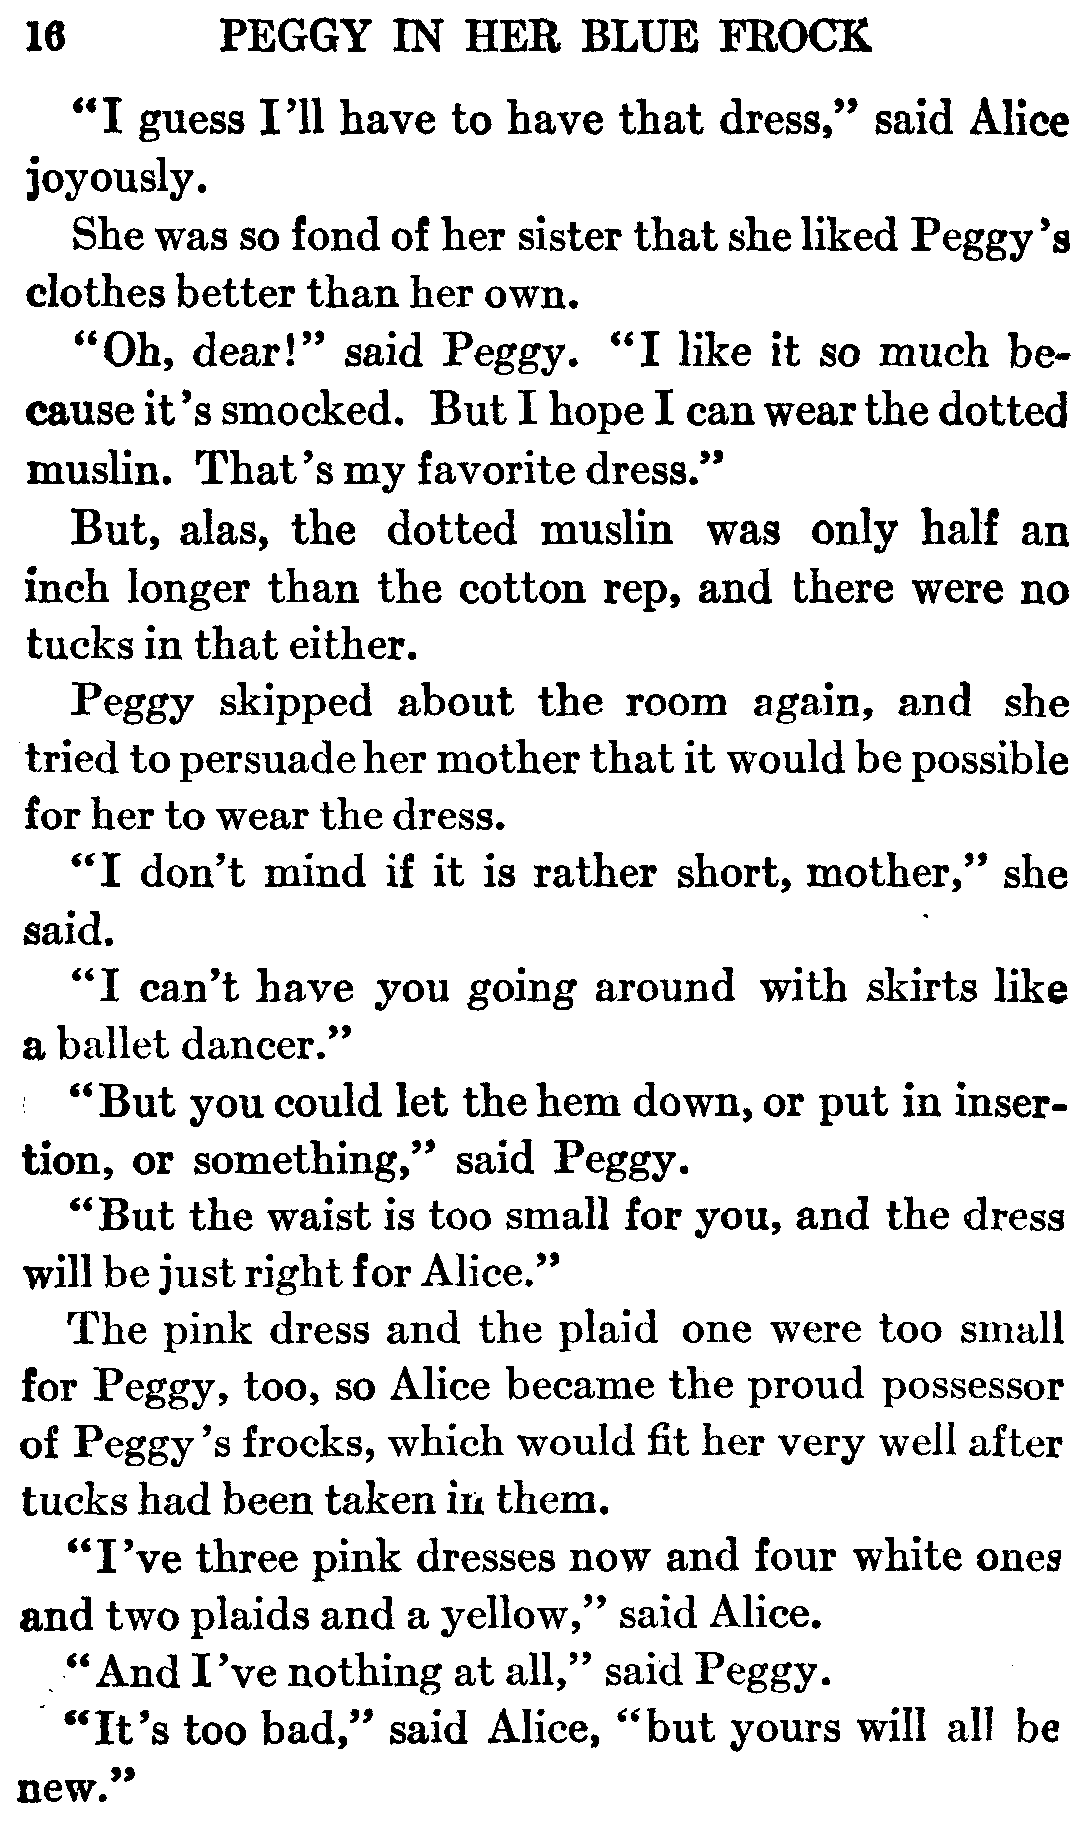 16 PEGGY IN HER BLUE FROCK
“I guess I’ll have to have that dress,” said Alice
joyously.
She was so fond of her sister that she liked Peggy’s
clothes better than her own.
“Oh, dear!” said Peggy. “I like it so much be-
cause it’s smocked. But I hope I can wear the dotted
muslin. That’s my favorite dress.”
But, alas, the dotted muslin was only half an
inch longer than the cotton rep, and there were no
tucks in that either.
Peggy skipped about the room again, and she
tried to persuade her mother that it would be possible
for her to wear the dress.
“I don’t mind if it is rather short, mother,” she
said.
“I can’t have you going around with skirts like
a ballet dancer.”
“But you could let the hem down, or put in inser-
tion, or something,” said Peggy.
“But the waist is too small for you, and the dress
will be just right for Alice.”
The pink dress and the plaid one were too small
for Peggy, too, so Alice became the proud possessor
of Peggy’s frocks, which would fit her very well after
tucks had been taken in them.
“I’ve three pink dresses now and four white ones
and two plaids and a yellow,” said Alice.
“And I’ve nothing at all,” said Peggy.
“It’s too bad,” said Alice, “but yours will all be
new.”